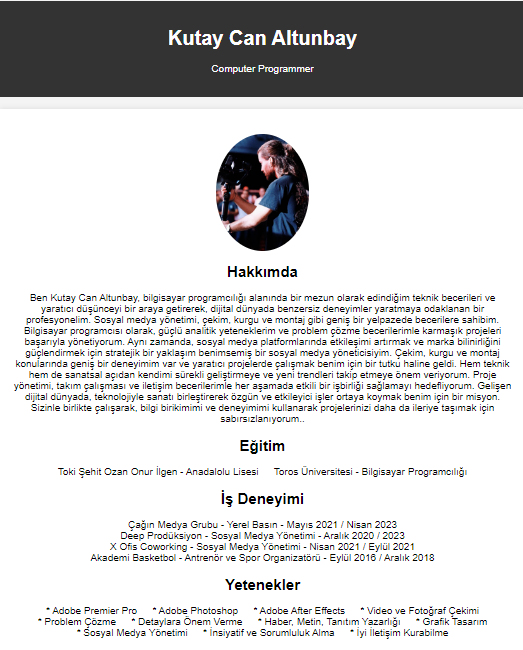 Kutay Can Altunbay
Computer Programmer
Hakkımda
Ben Kutay Can Altunbay, bilgisayar programcılığı alanında bir mezun olarak edindiğim teknik becerileri ve
yaratıcı düşünceyi bir araya getirerek, dijital dünyada benzersiz deneyimler yaratmaya odaklanan bir
profesyonelim. Sosyal medya yönetimi, çekim, kurgu ve montaj gibi geniş bir yelpazede becerilere sahibim.
Bilgisayar programcısı olarak, güçlü analitik yeteneklerim ve problem çözme becerilerimle karmaşık projeleri
başarıyla yönetiyorum. Aynı zamanda, sosyal medya platformlarında etkileşimi artırmak ve marka bilinirliğini
güçlendirmek için stratejik bir yaklaşım benimsemiş bir sosyal medya yöneticisiyim. Çekim, kurgu ve montaj
konularında geniş bir deneyimim var ve yaratıcı projelerde çalışmak benim için bir tutku haline geldi. Hem teknik
hem de sanatsal açıdan kendimi sürekli geliştirmeye ve yeni trendleri takip etmeye önem veriyorum. Proje
yönetimi, takım çalışması ve iletişim becerilerimle her aşamada etkili bir işbirliği sağlamayı hedefliyorum. Gelişen
dijital dünyada, teknolojiyle sanatı birleştirerek özgün ve etkileyici işler ortaya koymak benim için bir misyon.
Sizinle birlikte çalışarak, bilgi birikimimi ve deneyimimi kullanarak projelerinizi daha da ileriye taşımak için
sabırsızlanıyorum..
Eğitim
Toki Şehit Ozan Onur İlgen - Anadalolu Lisesi Toros Üniversitesi - Bilgisayar Programcılığı
İş Deneyimi
Çağın Medya Grubu - Yerel Basın - Mayıs 2021 / Nisan 2023
Deep Prodüksiyon - Sosyal Medya Yönetimi - Aralık 2020 / 2023
X Ofis Coworking - Sosyal Medya Yönetimi - Nisan 2021 / Eylül 2021
Akademi Basketbol - Antrenör ve Spor Organizatörü - Eylül 2016 / Aralık 2018
Yetenekler
* Adobe Premier Pro * Adobe Photoshop * Adobe After Effects * Video ve Fotoğraf Çekimi
* Problem Çözme * Detaylara Önem Verme * Haber, Metin, Tanıtım Yazarlığı * Grafik Tasarım
* Sosyal Medya Yönetimi * İnsiyatif ve Sorumluluk Alma * İyi İletişim Kurabilme